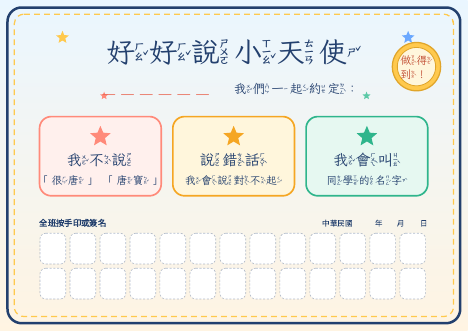 好好說 小天使
做得
到！
我們 一起約定：
我不說
「很唐」「唐寶」
說錯話
我會說對不起
我會叫
同學的名字
全班按手印或簽名
中華民國 年 月 日